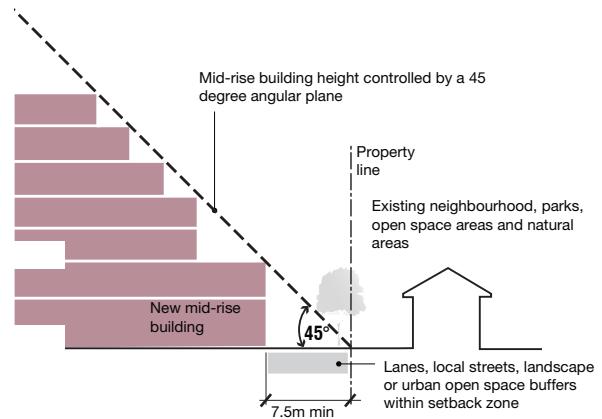 Mid-rise building height controlled by a 45
degree angular plane
Property
line
Existing neighbourhood, parks,
open space areas and natural
areas
New mid-rise
building
45°
Lanes, local streets, landscape
or urban open space buffers
within setback zone
7.5m min